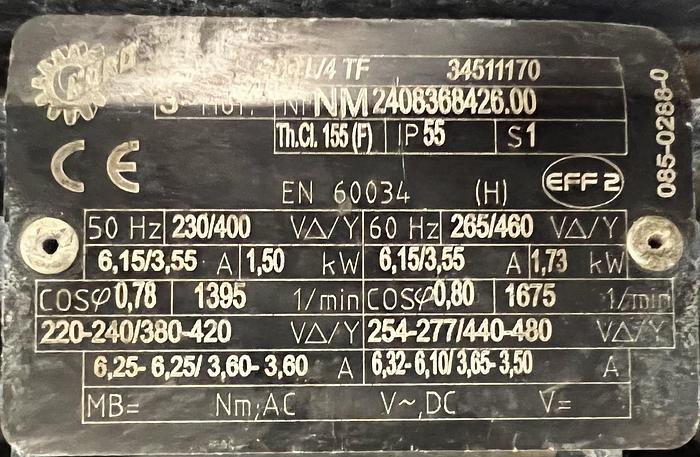 NORD
L/4 TF 34511170
3~MOT. Nr NM 2408368426.00
Th.Cl. 155 (F) IP 55 S1
CE EN 60034 (H) EFF 2
085-0288-0
50 Hz 230/400 V△/Y 60 Hz 265/460 V△/Y
6,15/3,55 A 1,50 kW 6,15/3,55 A 1,73 kW
COSφ 0,78 1395 1/min COSφ 0,80 1675 1/min
220-240/380-420 V△/Y 254-277/440-480 V△/Y
6,25- 6,25/ 3,60- 3,60 A 6,32- 6,10/ 3,65- 3,50 A
MB= Nm;AC V~,DC V=